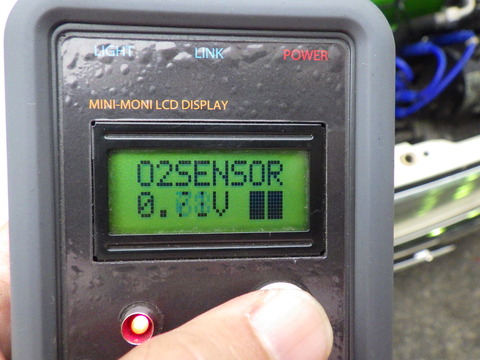 LIGHT LINK POWER
MINI-MONI LCD DISPLAY
O2SENSOR